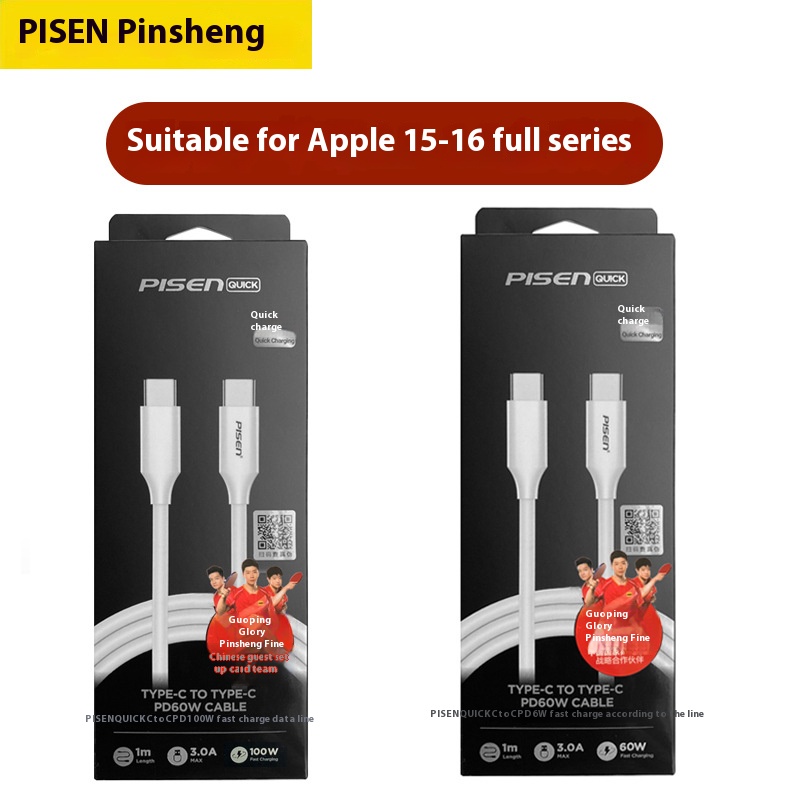 PISEN Pinsheng
Suitable for Apple 15-16 full series
PISEN QUICK
Quick
charge
Quick Charging
PISEN
Guoping
Glory
Pinsheng Fine
Chinese guest set
up card team
TYPE-C TO TYPE-C
PD60W CABLE
PISENQUICKCtoCPD100W fast charge data line
1m
Length
3.0A
MAX
100W
Fast Charging
PISEN QUICK
Quick
charge
Quick Charging
PISEN
Guoping
Glory
Pinsheng Fine
战略合作伙伴
TYPE-C TO TYPE-C
PD60W CABLE
PISENQUICKCtoCPD6W fast charge according to the line
1m
Length
3.0A
MAX
60W
Fast Charging